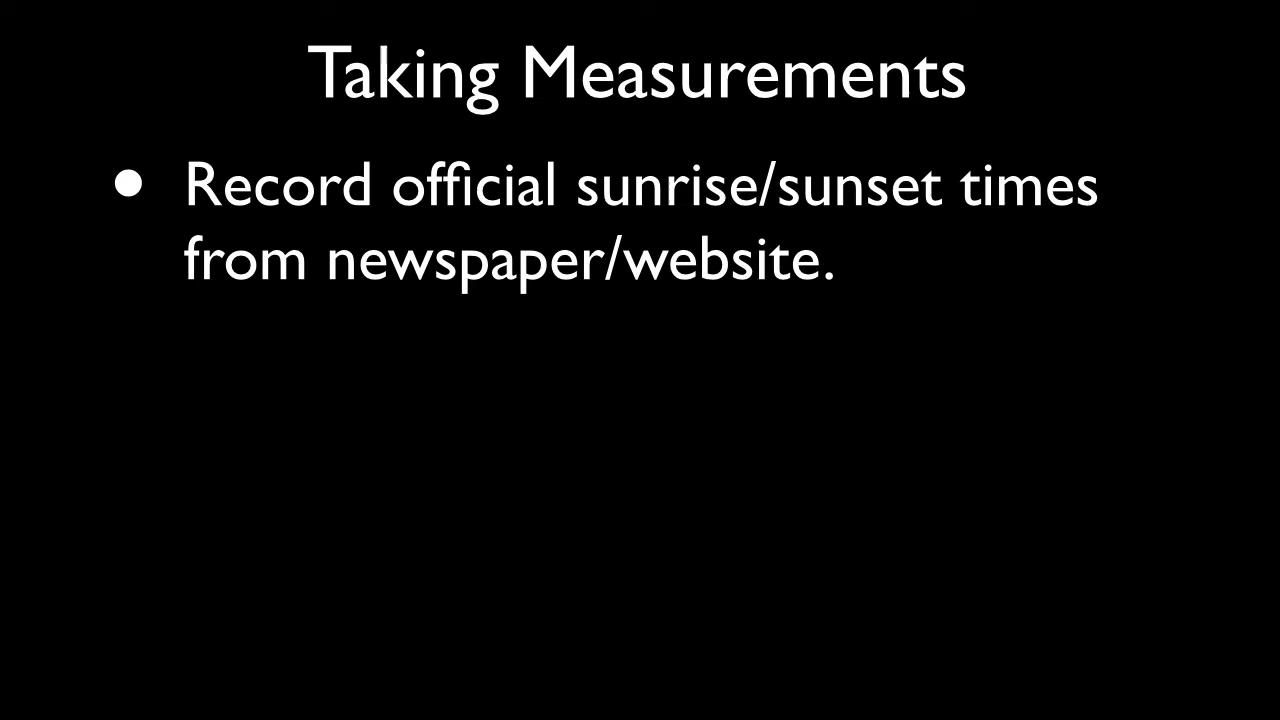 Taking Measurements
• Record official sunrise/sunset times
from newspaper/website.